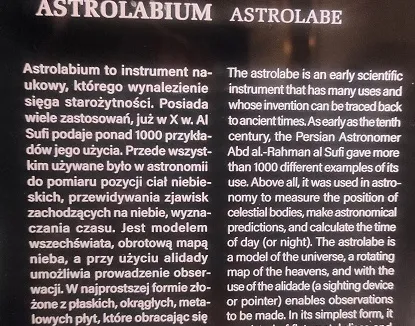 ASTROLABIUM
Astrolabium to instrument na-
ukowy, którego wynalezienie
sięga starożytności. Posiada
wiele zastosowań, już w X w. Al
Sufi podaje ponad 1000 przykła-
dów jego użycia. Przede wszyst-
kim używane było w astronomii
do pomiaru pozycji ciał niebie-
skich, przewidywania zjawisk
zachodzących na niebie, wyzna-
czania czasu. Jest modelem
wszechświata, obrotową mapą
nieba, a przy użyciu alidady
umożliwia prowadzenie obser-
wacji. W najprostszej formie zło-
żone z płaskich, okrągłych, meta-
lowych płyt, które obracając się
ASTROLABE
The astrolabe is an early scientific
instrument that has many uses and
whose invention can be traced back
to ancient times. As early as the tenth
century, the Persian Astronomer
Abd al.-Rahman al Sufi gave more
than 1000 different examples of its
use. Above all, it was used in astro-
nomy to measure the position of
celestial bodies, make astronomical
predictions, and calculate the time
of day (or night). The astrolabe is
a model of the universe, a rotating
map of the heavens, and with the
use of the alidade (a sighting device
or pointer) enables observations
to be made. In its simplest form, it